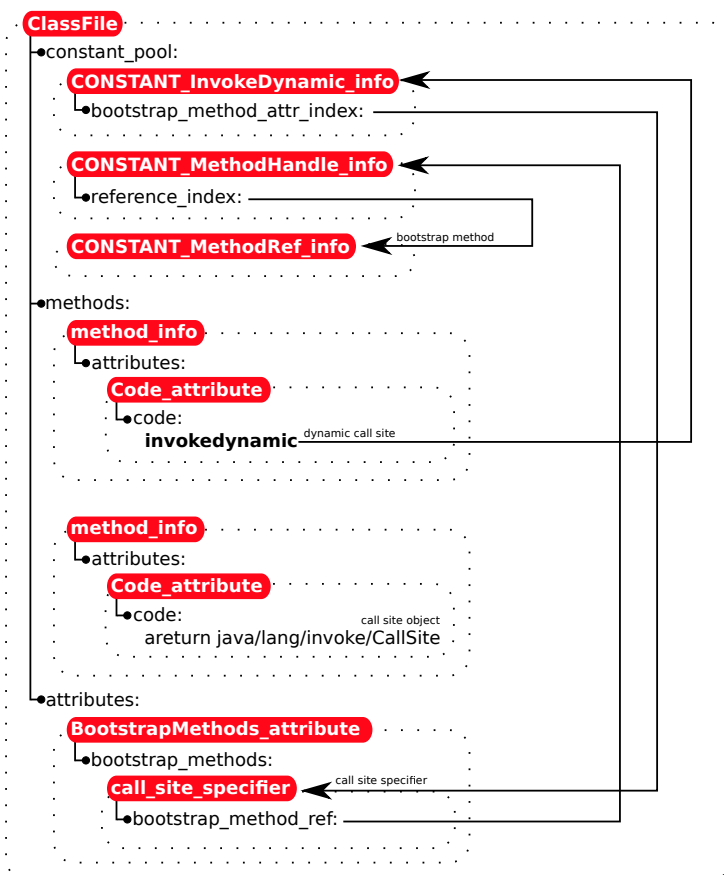 ClassFile
constant_pool:
CONSTANT_InvokeDynamic_info
bootstrap_method_attr_index:
CONSTANT_MethodHandle_info
reference_index:
bootstrap method
CONSTANT_MethodRef_info
methods:
method_info
attributes:
Code_attribute
code:
dynamic call site
invokedynamic
method_info
attributes:
Code_attribute
code:
call site object
areturn java/lang/invoke/CallSite
attributes:
BootstrapMethods_attribute
bootstrap_methods:
call site specifier
call_site_specifier
bootstrap_method_ref: